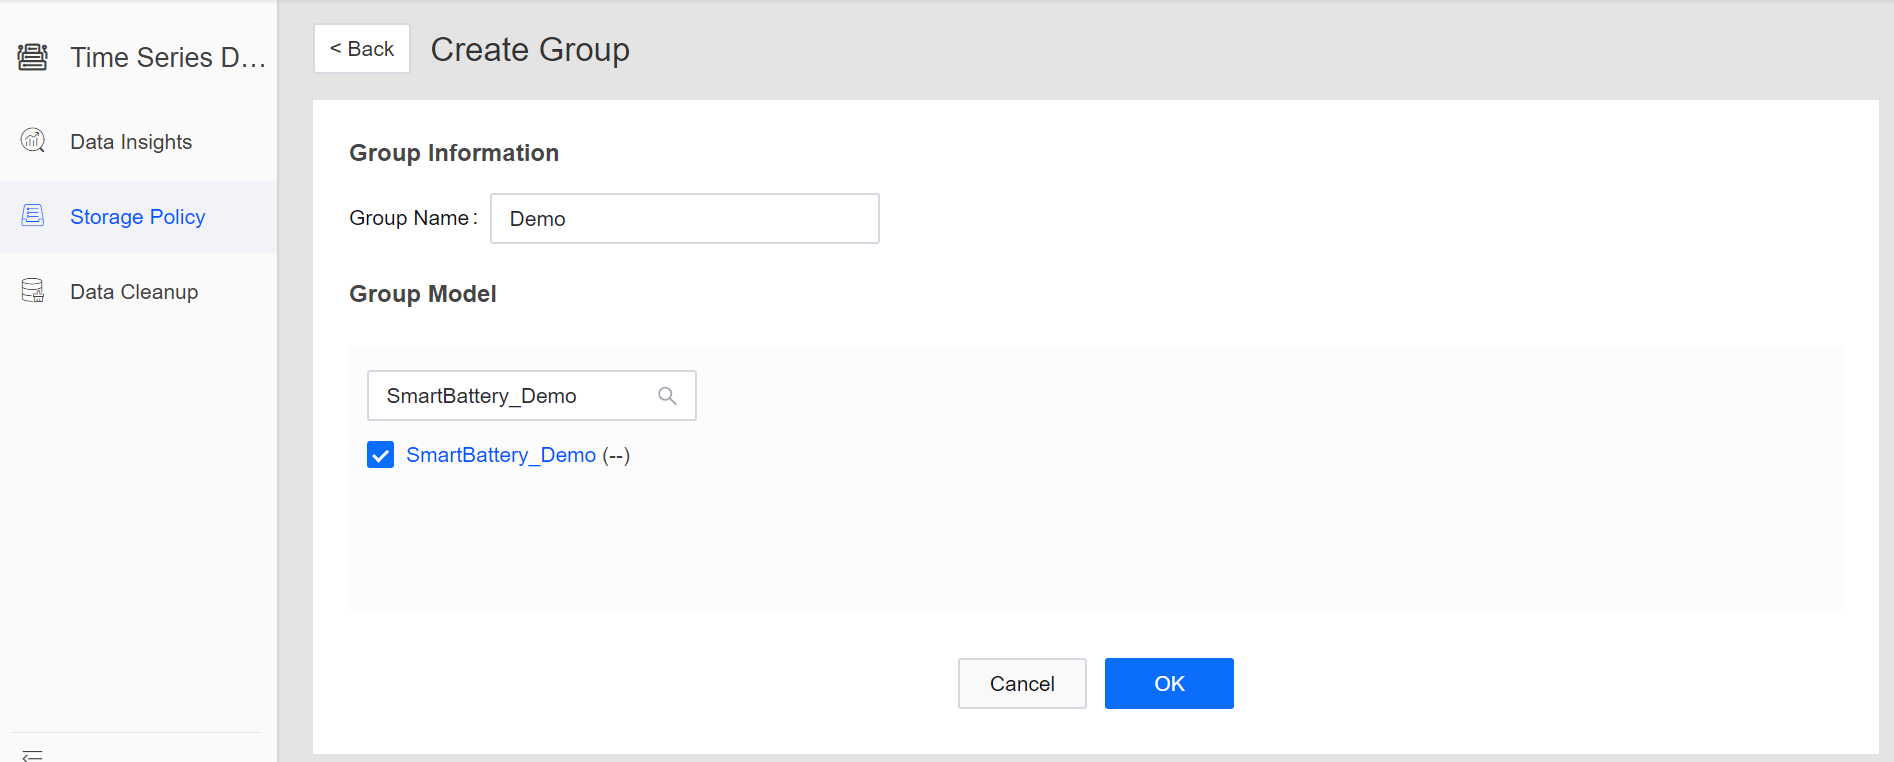 Time Series D...
Data Insights
Storage Policy
Data Cleanup
< Back
Create Group
Group Information
Group Name:
Demo
Group Model
SmartBattery_Demo
SmartBattery_Demo (--)
Cancel
OK